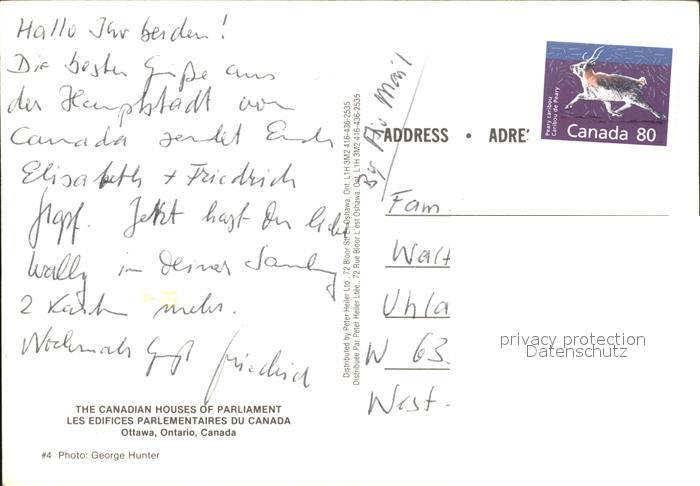 Hallo Ihr beiden!
Die besten Grüße aus
der Hauptstadt von
Canada sendet Euch
Elisabeth + Friedrich
Jetzt hast Du liebe
Wally in Deiner Samlung
2 Karten mehr.
Nochmals Gruß Friedrich
THE CANADIAN HOUSES OF PARLIAMENT
LES EDIFICES PARLEMENTAIRES DU CANADA
Ottawa, Ontario, Canada
#4 Photo: George Hunter
Distributed by Peter Heller Ltd., 72 Bloor St. E., Oshawa, Ont. L1H 3M2 416-436-2535
Distribuée Par Peter Heller Ltée., 72 Rue Bloor L'est Oshawa, Ont. L1H 3M2 416-436-2535
By Air Mail
ADDRESS • ADRE
Peary caribou
Caribou de Peary
Canada 80
Fam.
Walt
Uhla
W 63
West-
privacy protection
Datenschutz